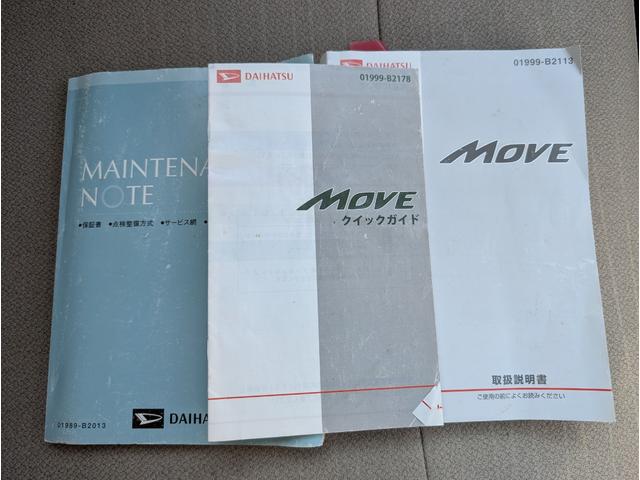 MAINTENA
NOTE
•保証書 •点検整備方式 •サービス網
DAIHA
01989-B2013
DAIHATSU
01999-B2178
MOVE
クイックガイド
01999-B2113
MOVE
取扱説明書
ご使用の前によくお読みください